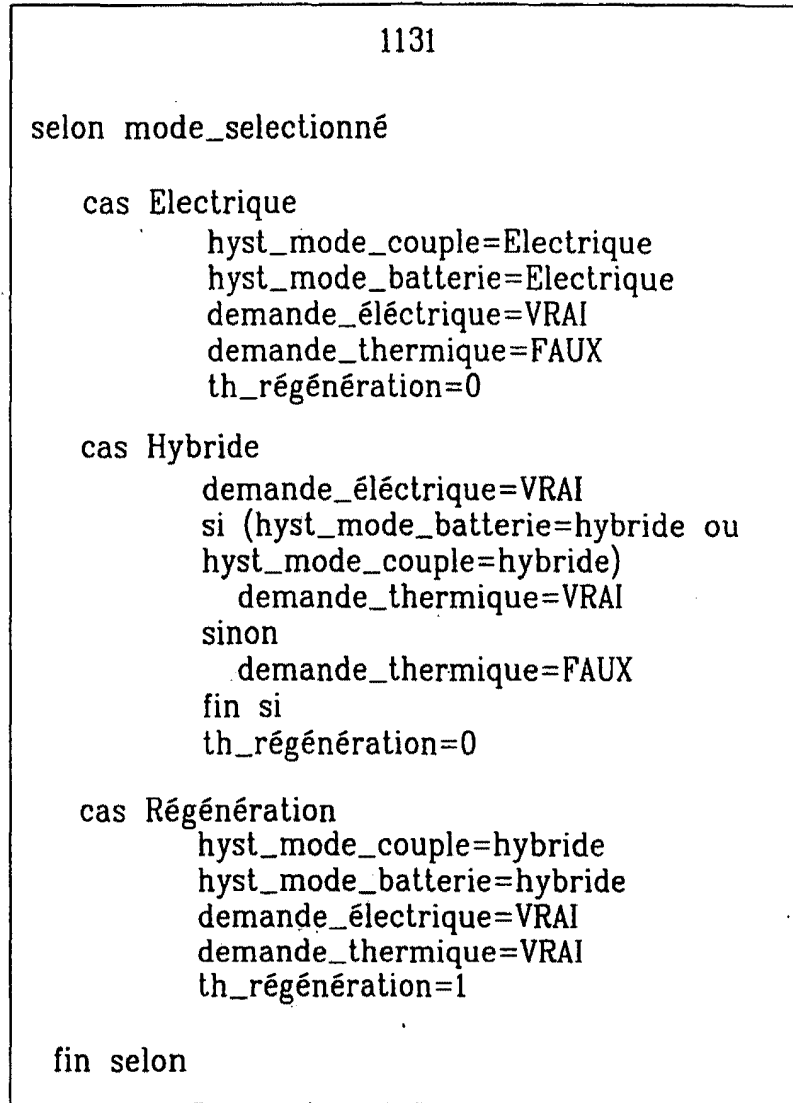 1131
selon mode_selectionné
cas Electrique
hyst_mode_couple=Electrique
hyst_mode_batterie=Electrique
demande_éléctrique=VRAI
demande_thermique=FAUX
th_régénération=0
cas Hybride
demande_éléctrique=VRAI
si (hyst_mode_batterie=hybride ou
hyst_mode_couple=hybride)
demande_thermique=VRAI
sinon
demande_thermique=FAUX
fin si
th_régénération=0
cas Régénération
hyst_mode_couple=hybride
hyst_mode_batterie=hybride
demande_électrique=VRAI
demande_thermique=VRAI
th_régénération=1
fin selon